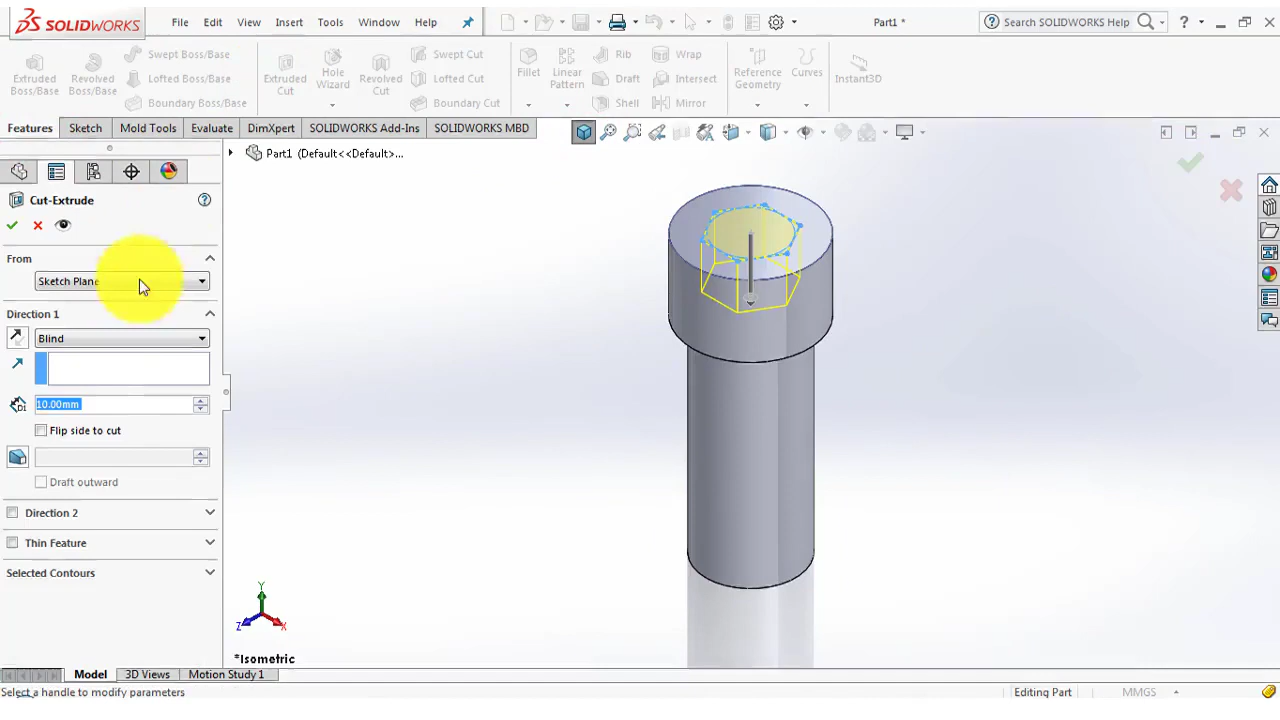 SOLIDWORKS File Edit View Insert Tools Window Help Part1 * Search SOLIDWORKS Help ?
Extruded Boss/Base
Revolved Boss/Base
Swept Boss/Base
Lofted Boss/Base
Boundary Boss/Base
Extruded Cut
Hole Wizard
Revolved Cut
Swept Cut
Lofted Cut
Boundary Cut
Fillet
Linear Pattern
Rib
Draft
Shell
Wrap
Intersect
Mirror
Reference Geometry
Curves
Instant3D
Features Sketch Mold Tools Evaluate DimXpert SOLIDWORKS Add-Ins SOLIDWORKS MBD
Part1 (Default<<Default>...
Cut-Extrude ?
From
Sketch Plane
Direction 1
Blind
D1 10.00mm
Flip side to cut
Draft outward
Direction 2
Thin Feature
Selected Contours
Y
Z X
*Isometric
Model 3D Views Motion Study 1
Select a handle to modify parameters Editing Part MMGS